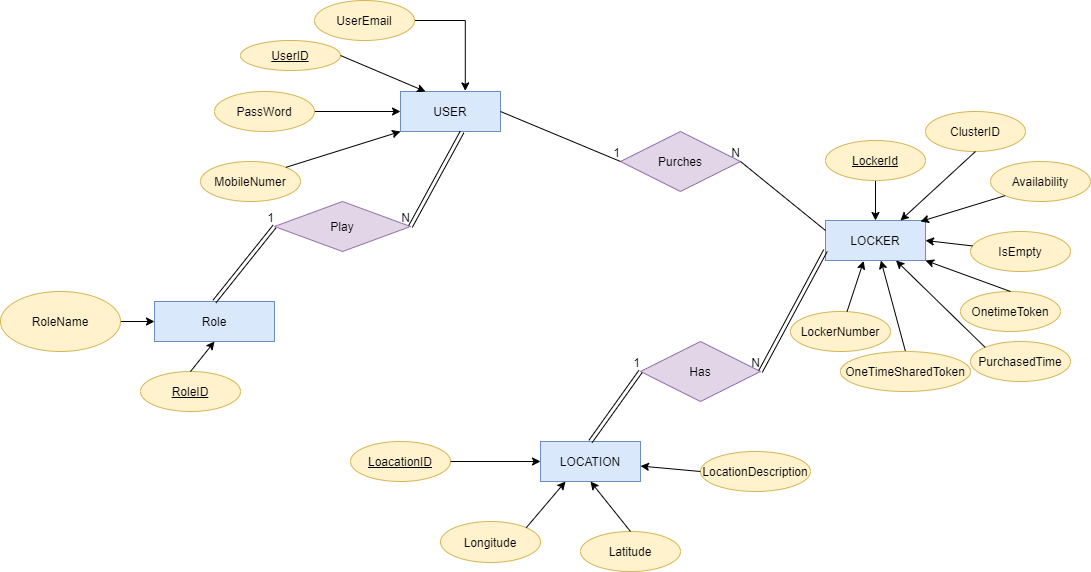 UserEmail
UserID
PassWord
USER
MobileNumer
1
N
Purches
ClusterID
LockerId
Availability
1
N
Play
LOCKER
IsEmpty
RoleName
Role
OnetimeToken
LockerNumber
1
N
Has
OneTimeSharedToken
PurchasedTime
RoleID
LoacationID
LOCATION
LocationDescription
Longitude
Latitude